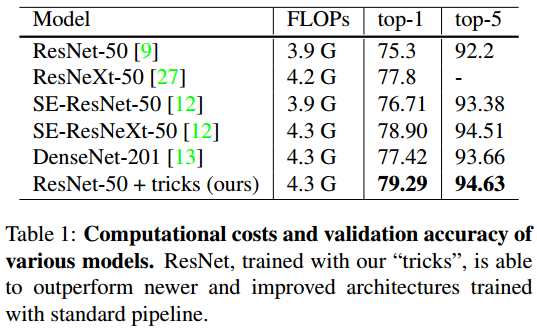 Model FLOPs top-1 top-5
ResNet-50 [9] 3.9 G 75.3 92.2
ResNeXt-50 [27] 4.2 G 77.8 -
SE-ResNet-50 [12] 3.9 G 76.71 93.38
SE-ResNeXt-50 [12] 4.3 G 78.90 94.51
DenseNet-201 [13] 4.3 G 77.42 93.66
ResNet-50 + tricks (ours) 4.3 G 79.29 94.63
Table 1: Computational costs and validation accuracy of
various models. ResNet, trained with our “tricks”, is able
to outperform newer and improved architectures trained
with standard pipeline.